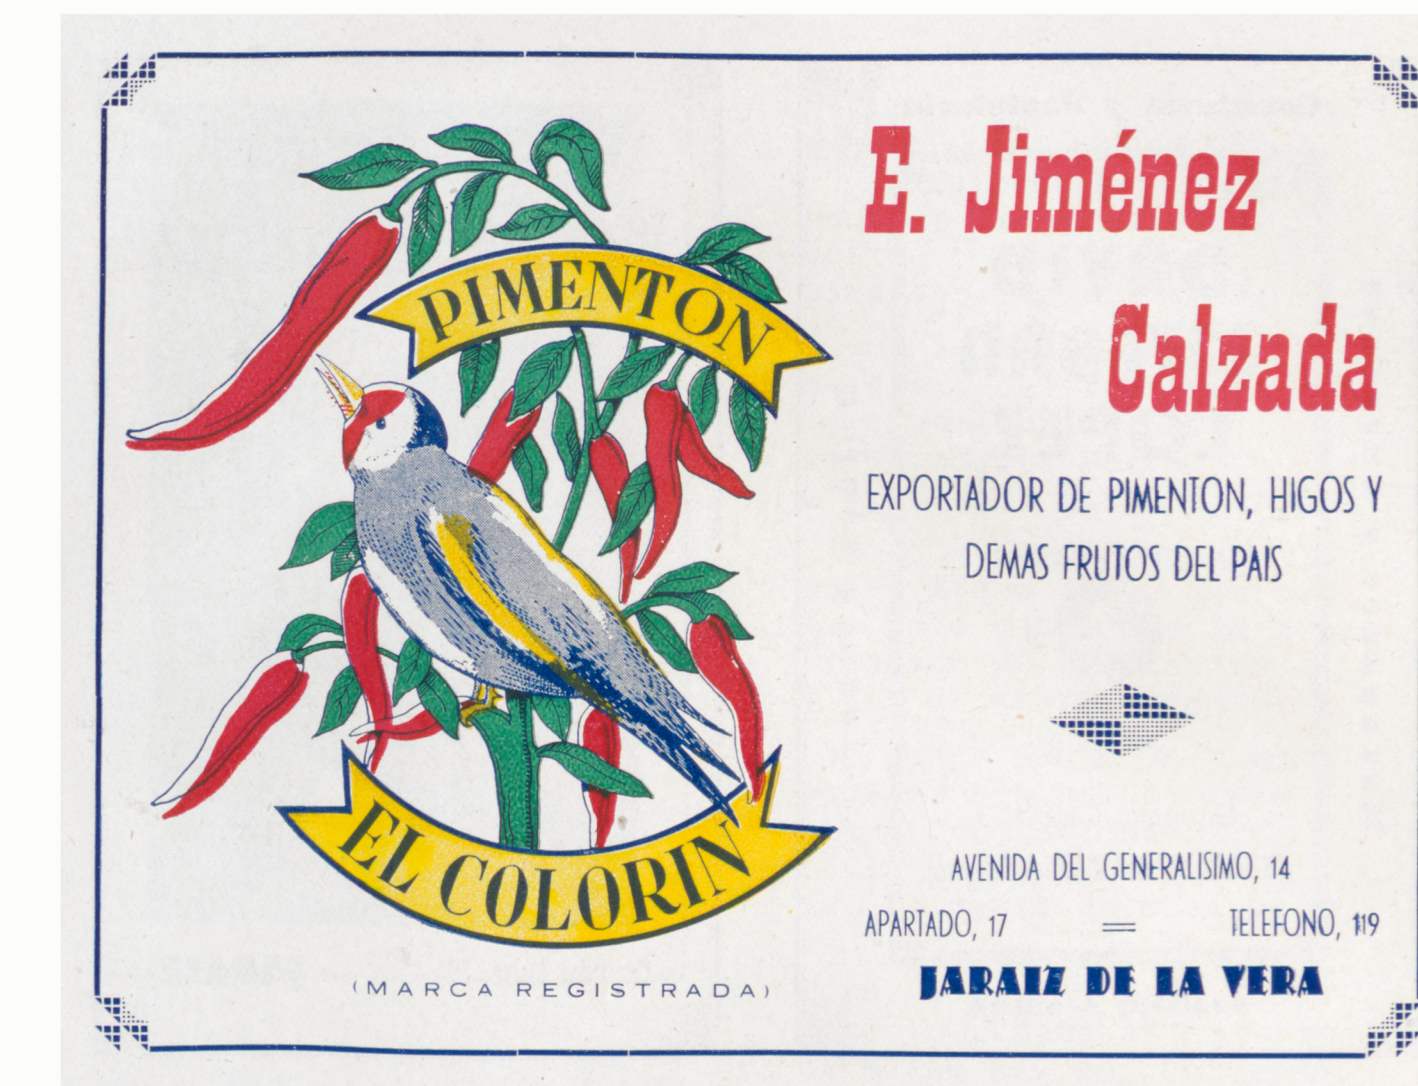 PIMENTON
EL COLORIN
(MARCA REGISTRADA)
E. Jiménez
Calzada
EXPORTADOR DE PIMENTON, HIGOS Y
DEMAS FRUTOS DEL PAIS
AVENIDA DEL GENERALISIMO, 14
APARTADO, 17 = TELEFONO, 119
JARAIZ DE LA VERA